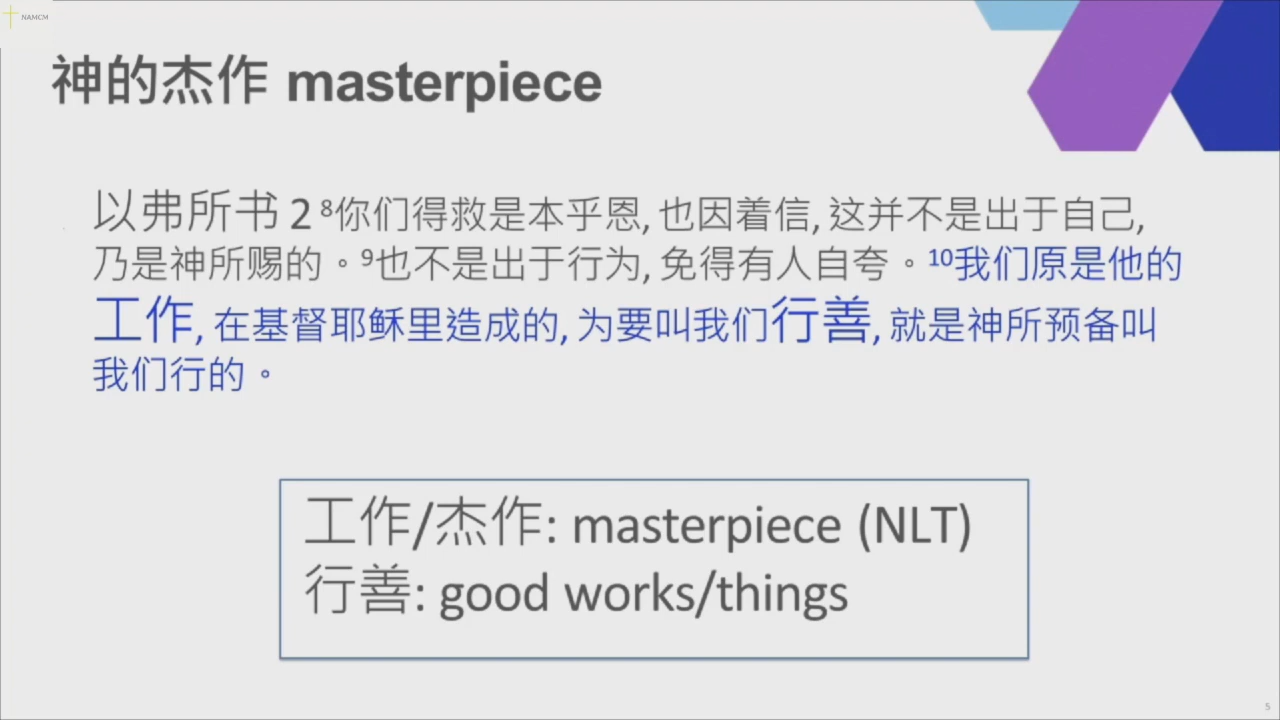 NAMCM
神的杰作 masterpiece
以弗所书 2 ⁸你们得救是本乎恩, 也因着信, 这并不是出于自己,
乃是神所赐的。⁹也不是出于行为, 免得有人自夸。¹⁰我们原是他的
工作, 在基督耶稣里造成的, 为要叫我们行善, 就是神所预备叫
我们行的。
工作/杰作: masterpiece (NLT)
行善: good works/things
5